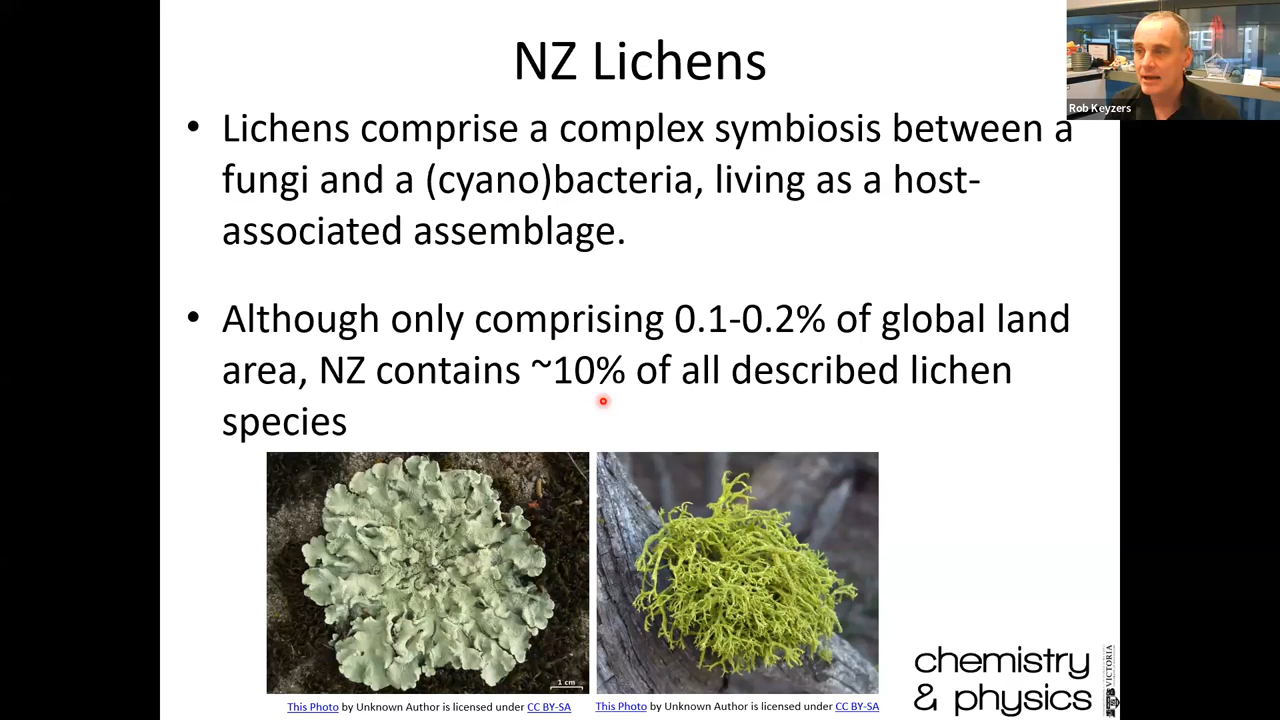 NZ Lichens
Rob Keyzers
• Lichens comprise a complex symbiosis between a
fungi and a (cyano)bacteria, living as a host-
associated assemblage.
• Although only comprising 0.1-0.2% of global land
area, NZ contains ~10% of all described lichen
species
1 cm
This Photo by Unknown Author is licensed under CC BY-SA
This Photo by Unknown Author is licensed under CC BY-SA
chemistry
& physics
VICTORIA